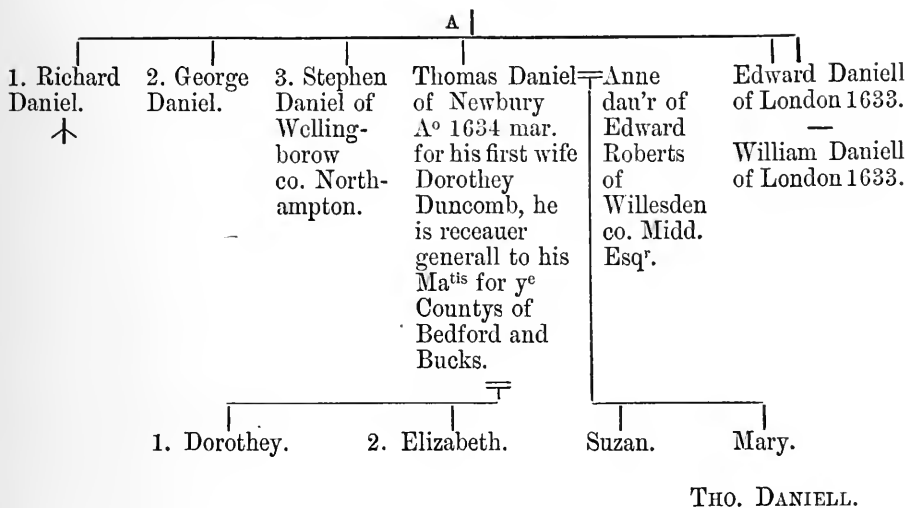 A
1. Richard
Daniel.
2. George
Daniel.
3. Stephen
Daniel of
Welling-
borow
co. North-
ampton.
Thomas Daniel
of Newbury
Aº 1634 mar.
for his first wife
Dorothey
Duncomb, he
is receauer
generall to his
Maᵗⁱˢ for yᵉ
Countys of
Bedford and
Bucks.
Anne
dau'r of
Edward
Roberts
of
Willesden
co. Midd.
Esqʳ.
Edward Daniell
of London 1633.
William Daniell
of London 1633.
1. Dorothey.
2. Elizabeth.
Suzan.
Mary.
THO. DANIELL.